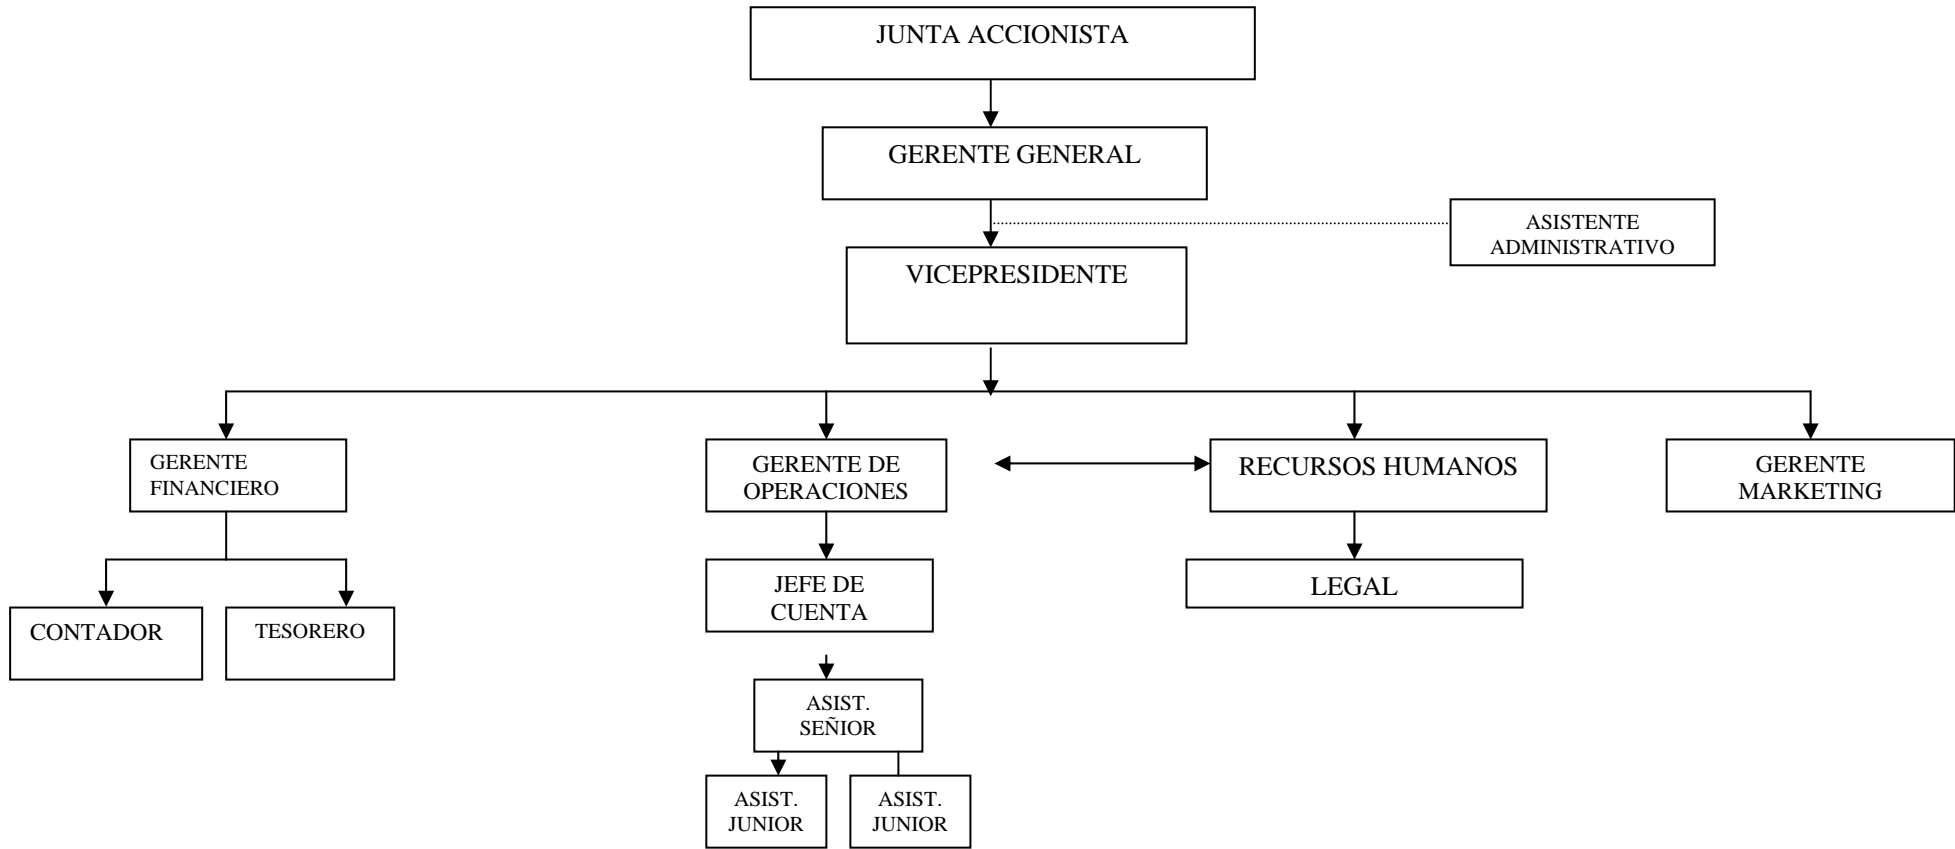 JUNTA ACCIONISTA
GERENTE GENERAL
ASISTENTE
ADMINISTRATIVO
VICEPRESIDENTE
GERENTE
FINANCIERO
GERENTE DE
OPERACIONES
RECURSOS HUMANOS
GERENTE
MARKETING
CONTADOR
TESORERO
JEFE DE
CUENTA
LEGAL
ASIST.
SEÑIOR
ASIST.
JUNIOR
ASIST.
JUNIOR